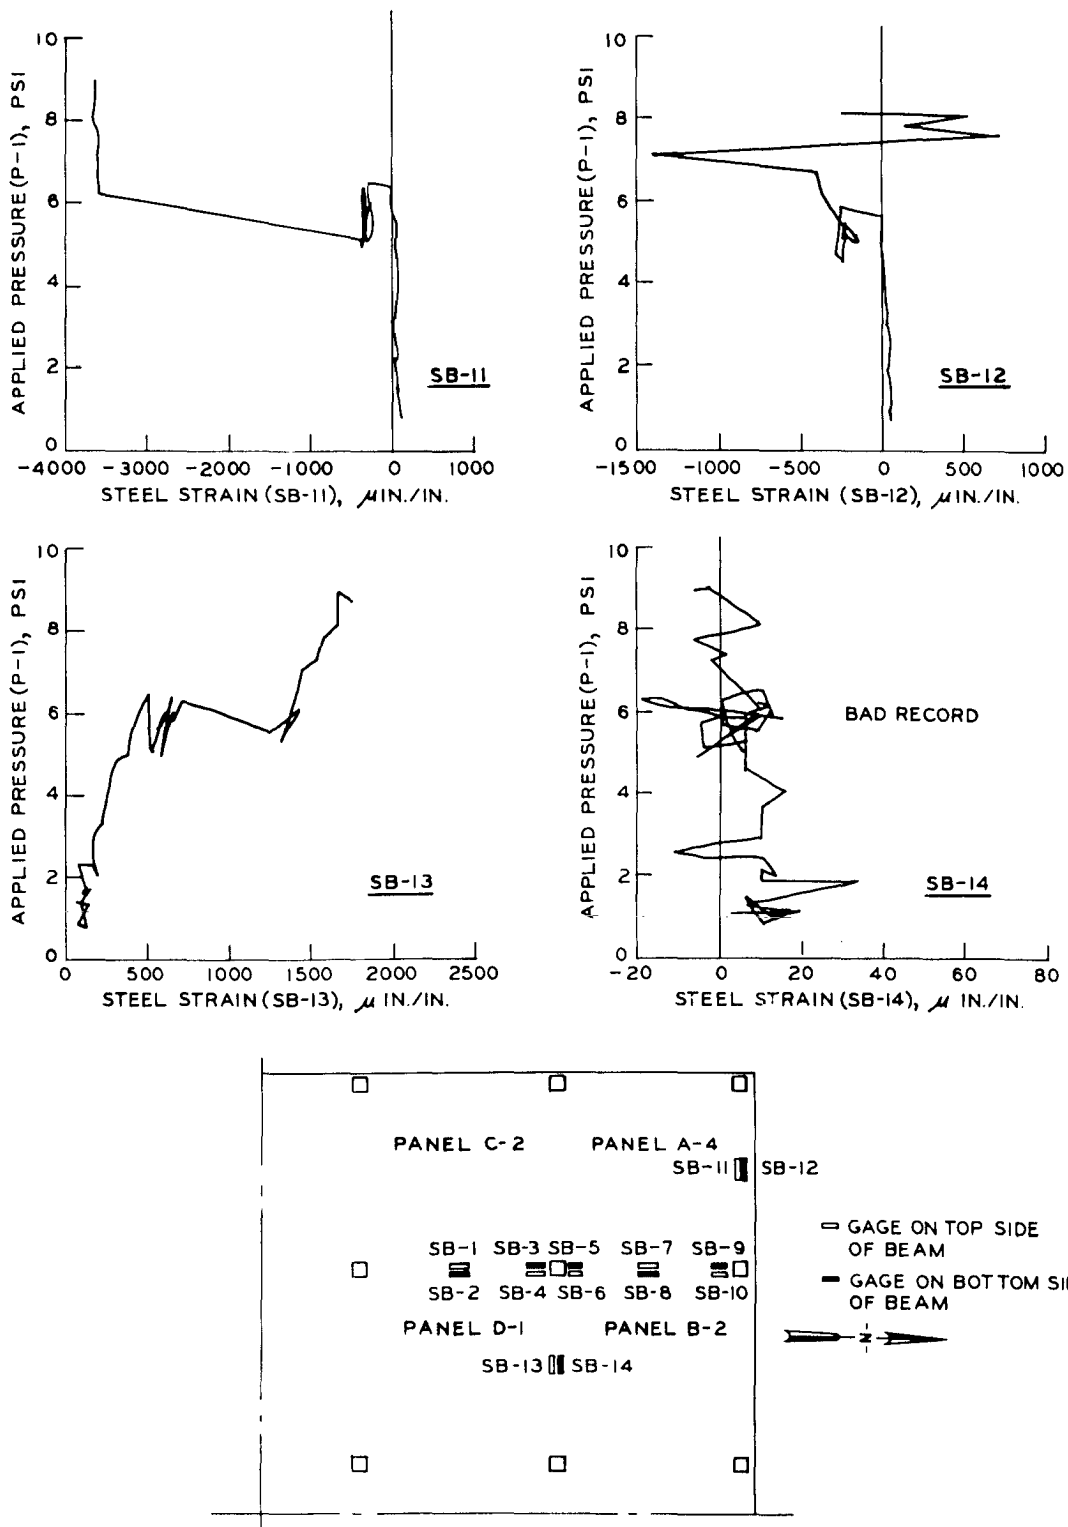 APPLIED PRESSURE (P-1), PSI
10
8
6
4
2
0
-4000 -3000 -2000 -1000 0 1000
STEEL STRAIN (SB-11), μ IN./IN.
SB-11
APPLIED PRESSURE (P-1), PSI
10
8
6
4
2
0
-1500 -1000 -500 0 500 1000
STEEL STRAIN (SB-12), μ IN./IN.
SB-12
APPLIED PRESSURE (P-1), PSI
10
8
6
4
2
0
0 500 1000 1500 2000 2500
STEEL STRAIN (SB-13), μ IN./IN.
SB-13
APPLIED PRESSURE (P-1), PSI
10
8
6
4
2
0
-20 0 20 40 60 80
STEEL STRAIN (SB-14), μ IN./IN.
BAD RECORD
SB-14
PANEL C-2 PANEL A-4
SB-11 SB-12
SB-1 SB-3 SB-5 SB-7 SB-9
SB-2 SB-4 SB-6 SB-8 SB-10
PANEL D-1 PANEL B-2
SB-13 SB-14
GAGE ON TOP SIDE
OF BEAM
GAGE ON BOTTOM SI
OF BEAM
N